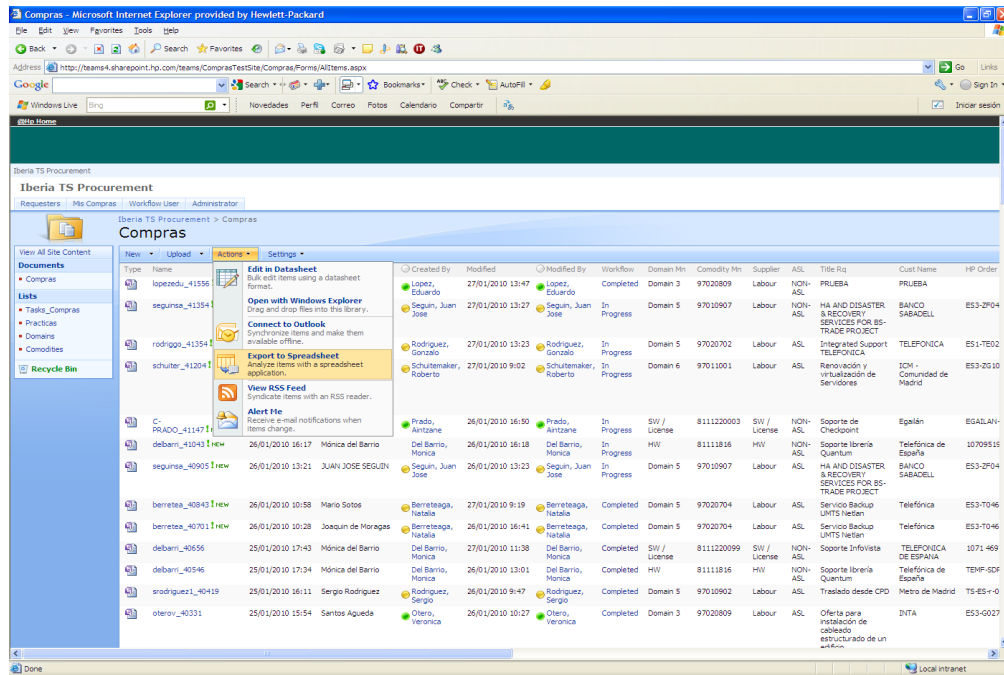 Compras - Microsoft Internet Explorer provided by Hewlett-Packard
File Edit View Favorites Tools Help
Back Search Favorites
Address http://teams4.sharepoint.hp.com/teams/ComprasTestSite/Compras/Forms/AllItems.aspx Go Links
Google Search Bookmarks Check AutoFill Sign In
Windows Live Bing Novedades Perfil Correo Fotos Calendario Compartir Iniciar sesión
@Hp Home
Iberia TS Procurement
Iberia TS Procurement
Requesters Mis Compras Workflow User Administrator
Iberia TS Procurement > Compras
Compras
View All Site Content
Documents
Compras
Lists
Tasks_Compras
Practicas
Domains
Comodities
Recycle Bin
New Upload Actions Settings
Edit in Datasheet
Bulk edit items using a datasheet
format.
Open with Windows Explorer
Drag and drop files into this library.
Connect to Outlook
Synchronize items and make them
available offline.
Export to Spreadsheet
Analyze items with a spreadsheet
application.
View RSS Feed
Syndicate items with an RSS reader.
Alert Me
Receive e-mail notifications when
items change.
Type Name Created By Modified Modified By Workflow Domain Mn Comodity Mn Supplier ASL Title Rq Cust Name HP Order
lopezedu_41556 Lopez, 27/01/2010 13:47 Lopez, Completed Domain 3 97020809 Labour NON- PRUEBA PRUEBA
Eduardo Eduardo ASL
seguinsa_41354 Seguin, Juan 27/01/2010 13:27 Seguin, Juan In Domain 5 97010907 Labour NON- HA AND DISASTER BANCO ES3-ZF04
Jose Jose Progress ASL & RECOVERY SABADELL
SERVICES FOR BS-
TRADE PROJECT
rodriggo_41354 Rodriguez, 27/01/2010 13:23 Rodriguez, In Domain 5 97020702 Labour NON- Integrated Support TELEFONICA ES1-TE02
Gonzalo Gonzalo Progress ASL TELEFONICA
schuiter_41204 Schuitemaker, 27/01/2010 9:02 Schuitemaker, In Domain 6 97011001 Labour NON- Renovación y ICM - ES3-ZG10
Roberto Roberto Progress ASL virtualización de Comunidad de
Servidores Madrid
C- Prado, 26/01/2010 16:50 Prado, In SW / 8111220003 SW / NON- Soporte de Egailán EGAILAN-
PRADO_41147 NEW Aintzane Aintzane Progress License License ASL Checkpoint
delbarri_41043 NEW 26/01/2010 16:17 Mónica del Barrio Del Barrio, 26/01/2010 16:18 Del Barrio, In HW 81111816 HW NON- Soporte librería Telefónica de 10709519
Monica Monica Progress ASL Quantum España
seguinsa_40905 NEW 26/01/2010 13:21 JUAN JOSE SEGUIN Seguin, Juan 26/01/2010 13:23 Seguin, Juan In Domain 5 97010907 Labour ASL HA AND DISASTER BANCO ES3-ZF04
Jose Jose Progress & RECOVERY SABADELL
SERVICES FOR BS-
TRADE PROJECT
berretea_40843 NEW 26/01/2010 10:58 Mario Sotos Berreteaga, 27/01/2010 9:19 Berreteaga, Completed Domain 5 97020704 Labour ASL Servicio Backup Telefónica ES3-T046
Natalia Natalia UMTS Netlan
berretea_40701 NEW 26/01/2010 10:28 Joaquin de Moragas Berreteaga, 26/01/2010 16:41 Berreteaga, Completed Domain 5 97020704 Labour ASL Servicio Backup Telefónica ES3-T046
Natalia Natalia UMTS Netlan
delbarri_40656 25/01/2010 17:43 Mónica del Barrio Del Barrio, 27/01/2010 11:38 Del Barrio, Completed SW / 8111220099 SW / NON- Soporte InfoVista TELEFONICA 1071 469
Monica Monica License License ASL DE ESPANA
delbarri_40546 25/01/2010 17:34 Mónica del Barrio Del Barrio, 26/01/2010 13:01 Del Barrio, Completed HW 81111816 HW NON- Soporte librería Telefónica de TEMF-SDF
Monica Monica ASL Quantum España
srodriguez1_40419 25/01/2010 16:11 Sergio Rodriguez Rodriguez, 26/01/2010 9:47 Rodriguez, Completed Domain 5 97010902 Labour ASL Traslado desde CPD Metro de Madrid TS-ES-r-0
Sergio Sergio
oterov_40331 25/01/2010 15:54 Santos Agueda Otero, 26/01/2010 10:27 Otero, Completed Domain 3 97020809 Labour ASL Oferta para INTA ES3-G027
Veronica Veronica instalación de
cableado
estructurado de un
edificio
Done Local intranet